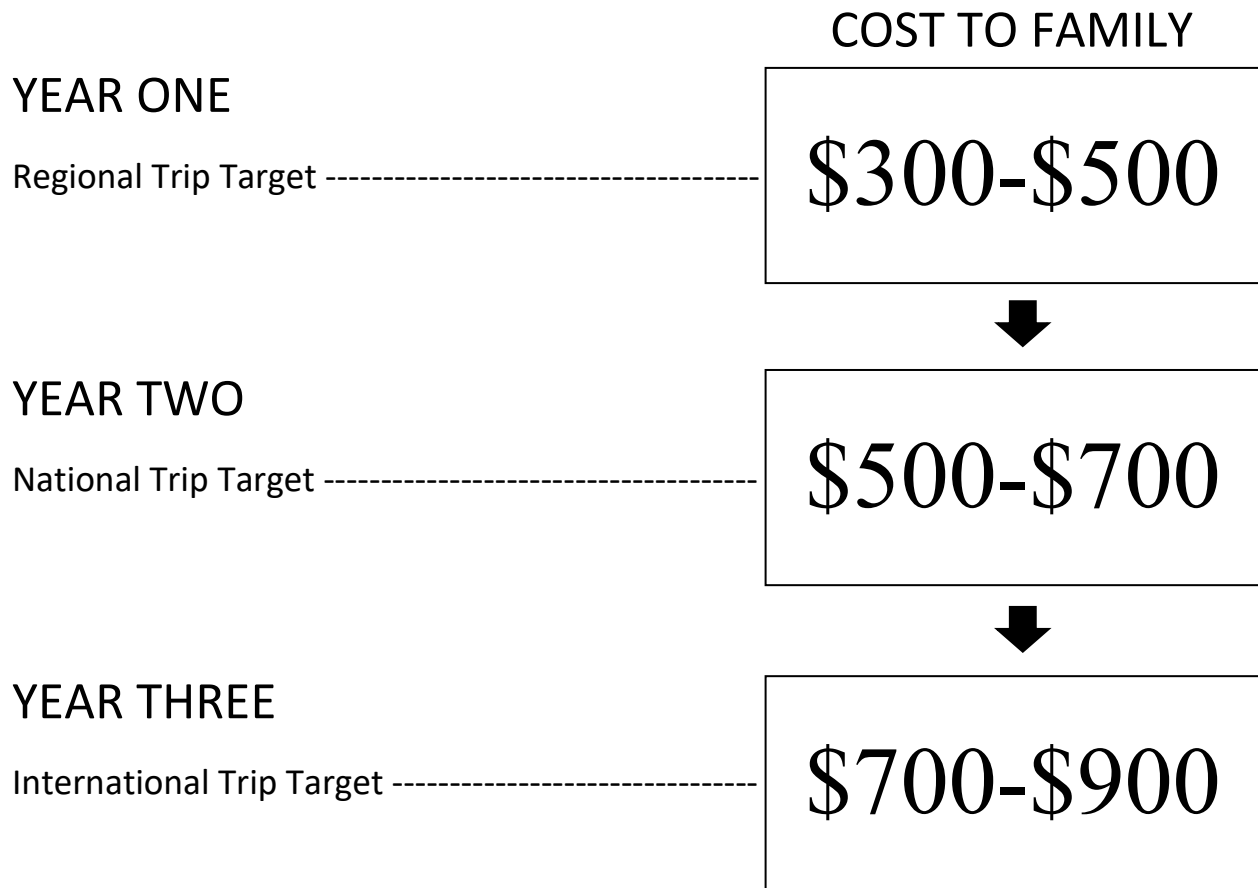 COST TO FAMILY
YEAR ONE
Regional Trip Target -------------------------------------- $300-$500
YEAR TWO
National Trip Target -------------------------------------- $500-$700
YEAR THREE
International Trip Target -------------------------------- $700-$900